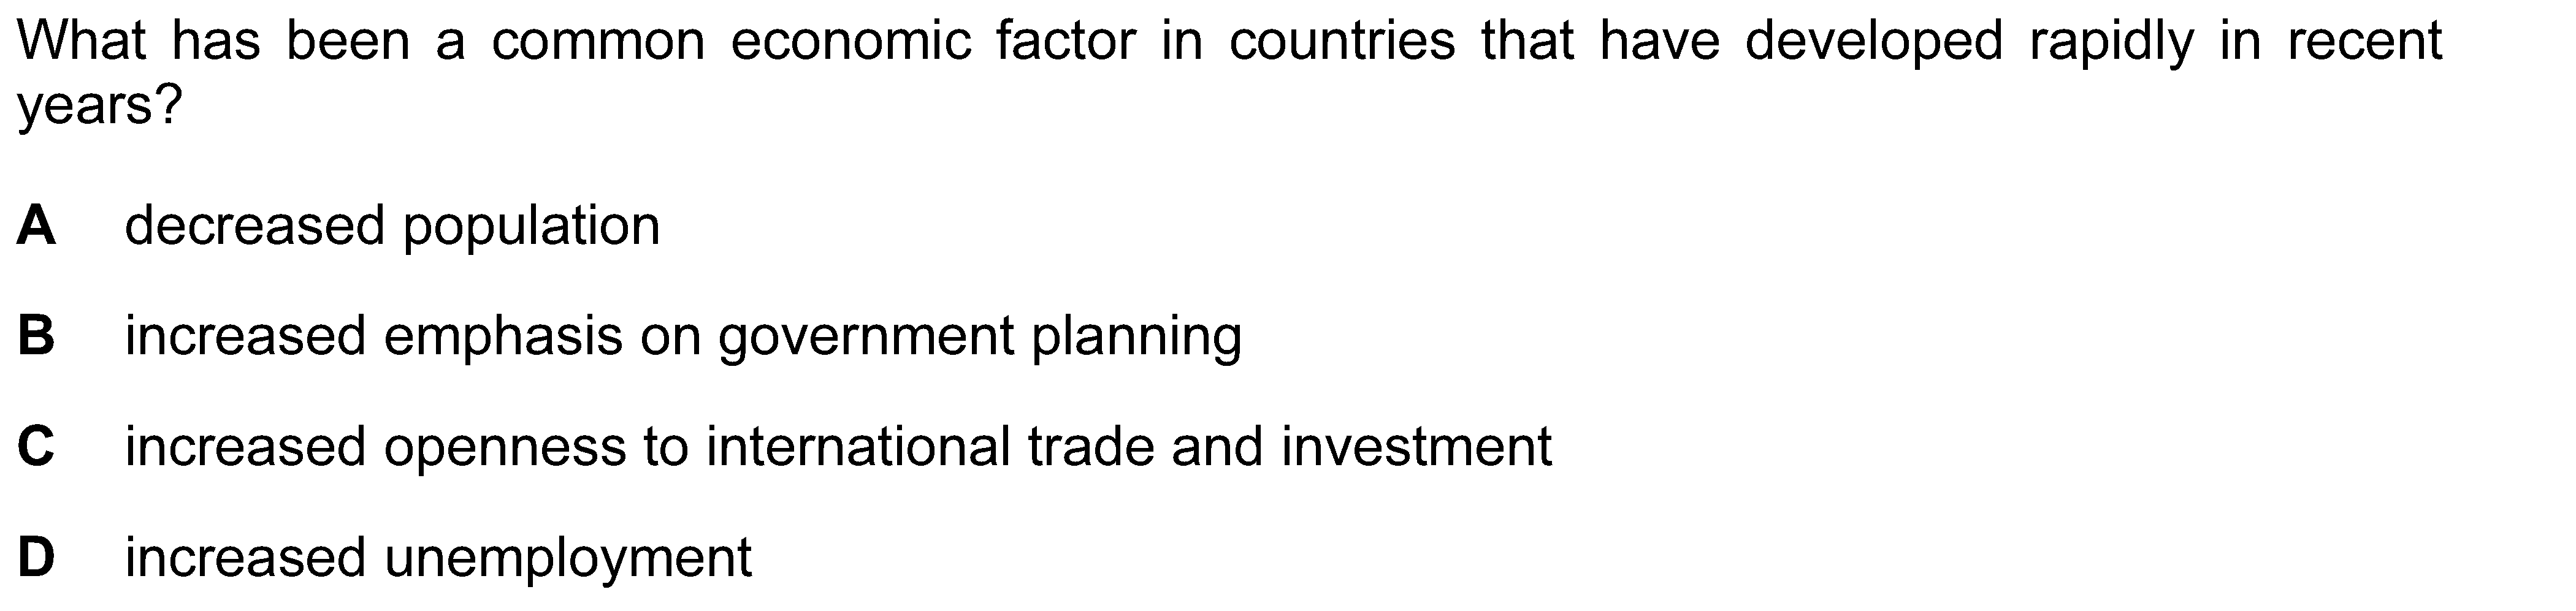 What has been a common economic factor in countries that have developed rapidly in recent
years?
A decreased population
B increased emphasis on government planning
C increased openness to international trade and investment
D increased unemployment